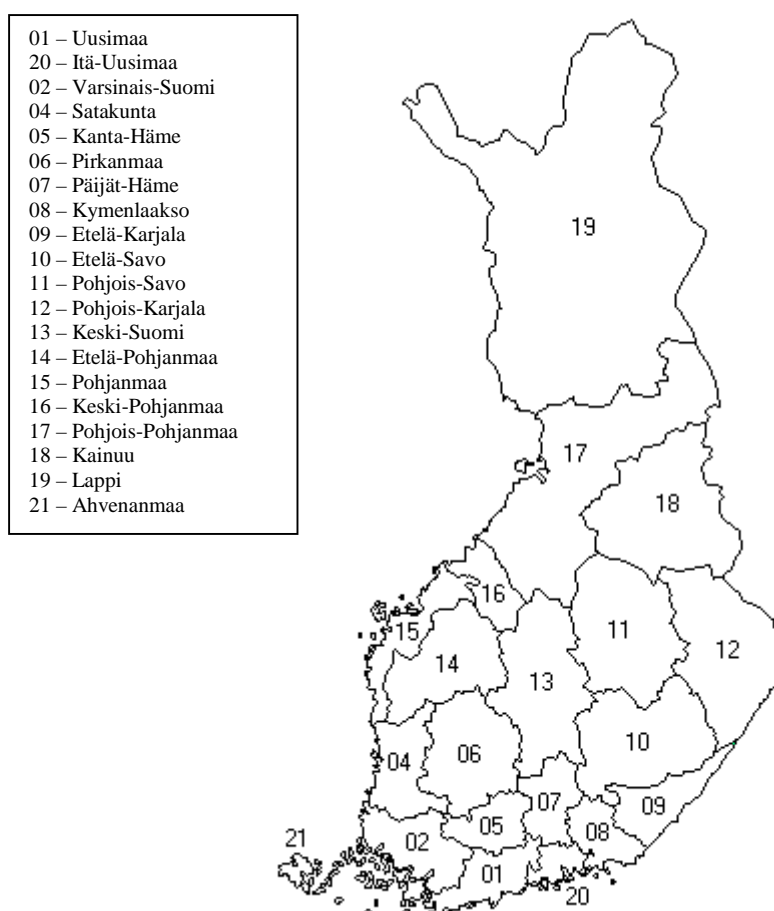 01 – Uusimaa
20 – Itä-Uusimaa
02 – Varsinais-Suomi
04 – Satakunta
05 – Kanta-Häme
06 – Pirkanmaa
07 – Päijät-Häme
08 – Kymenlaakso
09 – Etelä-Karjala
10 – Etelä-Savo
11 – Pohjois-Savo
12 – Pohjois-Karjala
13 – Keski-Suomi
14 – Etelä-Pohjanmaa
15 – Pohjanmaa
16 – Keski-Pohjanmaa
17 – Pohjois-Pohjanmaa
18 – Kainuu
19 – Lappi
21 – Ahvenanmaa
19
17
18
16
15
11
12
14
13
10
06
04
07
09
05
08
02
21
01
20